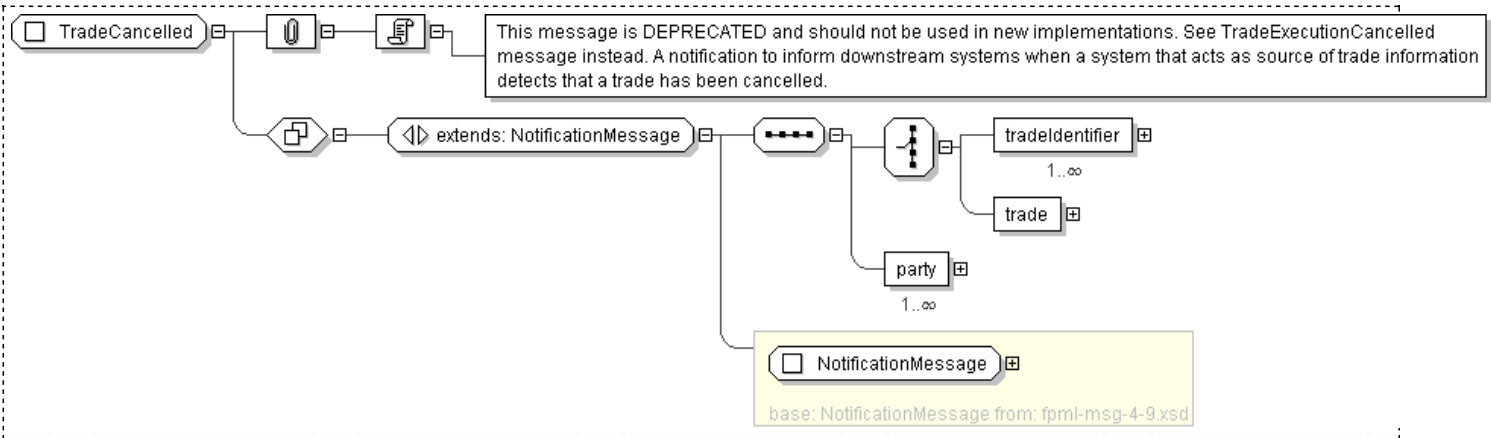 TradeCancelled
This message is DEPRECATED and should not be used in new implementations. See TradeExecutionCancelled
message instead. A notification to inform downstream systems when a system that acts as source of trade information
detects that a trade has been cancelled.
extends: NotificationMessage
tradeIdentifier
1..∞
trade
party
1..∞
NotificationMessage
base: NotificationMessage from: fpml-msg-4-9.xsd